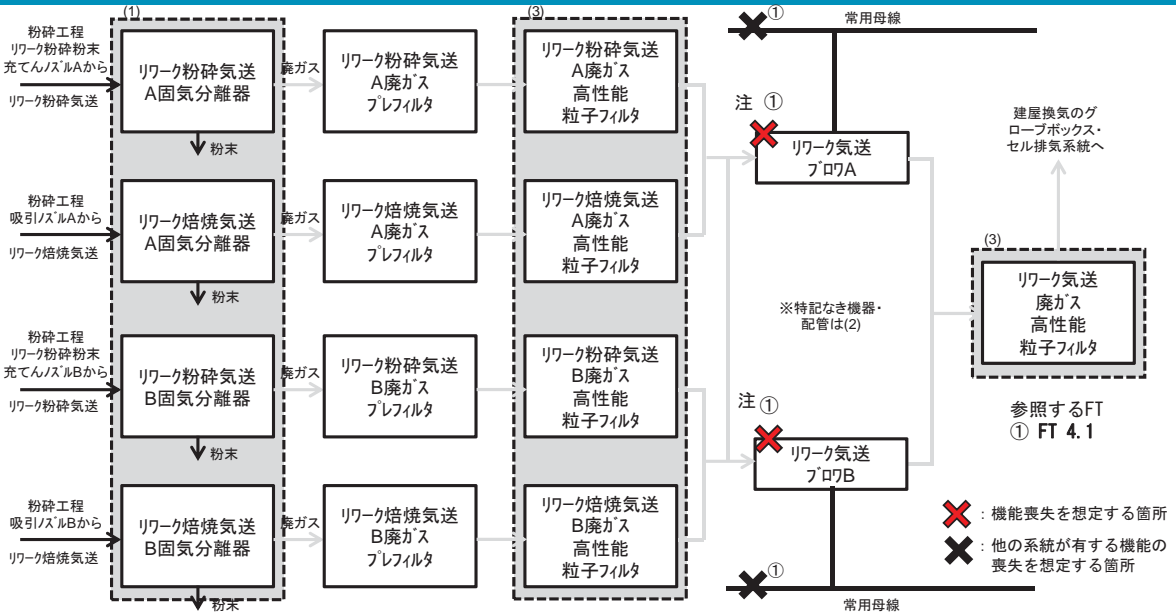 (1)
(3)
①
常用母線
粉砕工程
リワーク粉砕粉末
充てんノズルAから
リワーク粉砕気送
リワーク粉砕気送
A固気分離器
粉末
廃ガス
リワーク粉砕気送
A廃ガス
プレフィルタ
リワーク粉砕気送
A廃ガス
高性能
粒子フィルタ
注 ①
リワーク気送
ブロワA
建屋換気のグ
ローブボックス・
セル排気系統へ
粉砕工程
吸引ノズルAから
リワーク焙焼気送
リワーク焙焼気送
A固気分離器
粉末
廃ガス
リワーク焙焼気送
A廃ガス
プレフィルタ
リワーク焙焼気送
A廃ガス
高性能
粒子フィルタ
※特記なき機器・
配管は(2)
(3)
リワーク気送
廃ガス
高性能
粒子フィルタ
粉砕工程
リワーク粉砕粉末
充てんノズルBから
リワーク粉砕気送
リワーク粉砕気送
B固気分離器
粉末
廃ガス
リワーク粉砕気送
B廃ガス
プレフィルタ
リワーク粉砕気送
B廃ガス
高性能
粒子フィルタ
注 ①
リワーク気送
ブロワB
参照するFT
① FT 4.1
粉砕工程
吸引ノズルBから
リワーク焙焼気送
リワーク焙焼気送
B固気分離器
粉末
廃ガス
リワーク焙焼気送
B廃ガス
プレフィルタ
リワーク焙焼気送
B廃ガス
高性能
粒子フィルタ
①
常用母線
：機能喪失を想定する箇所
：他の系統が有する機能の
喪失を想定する箇所